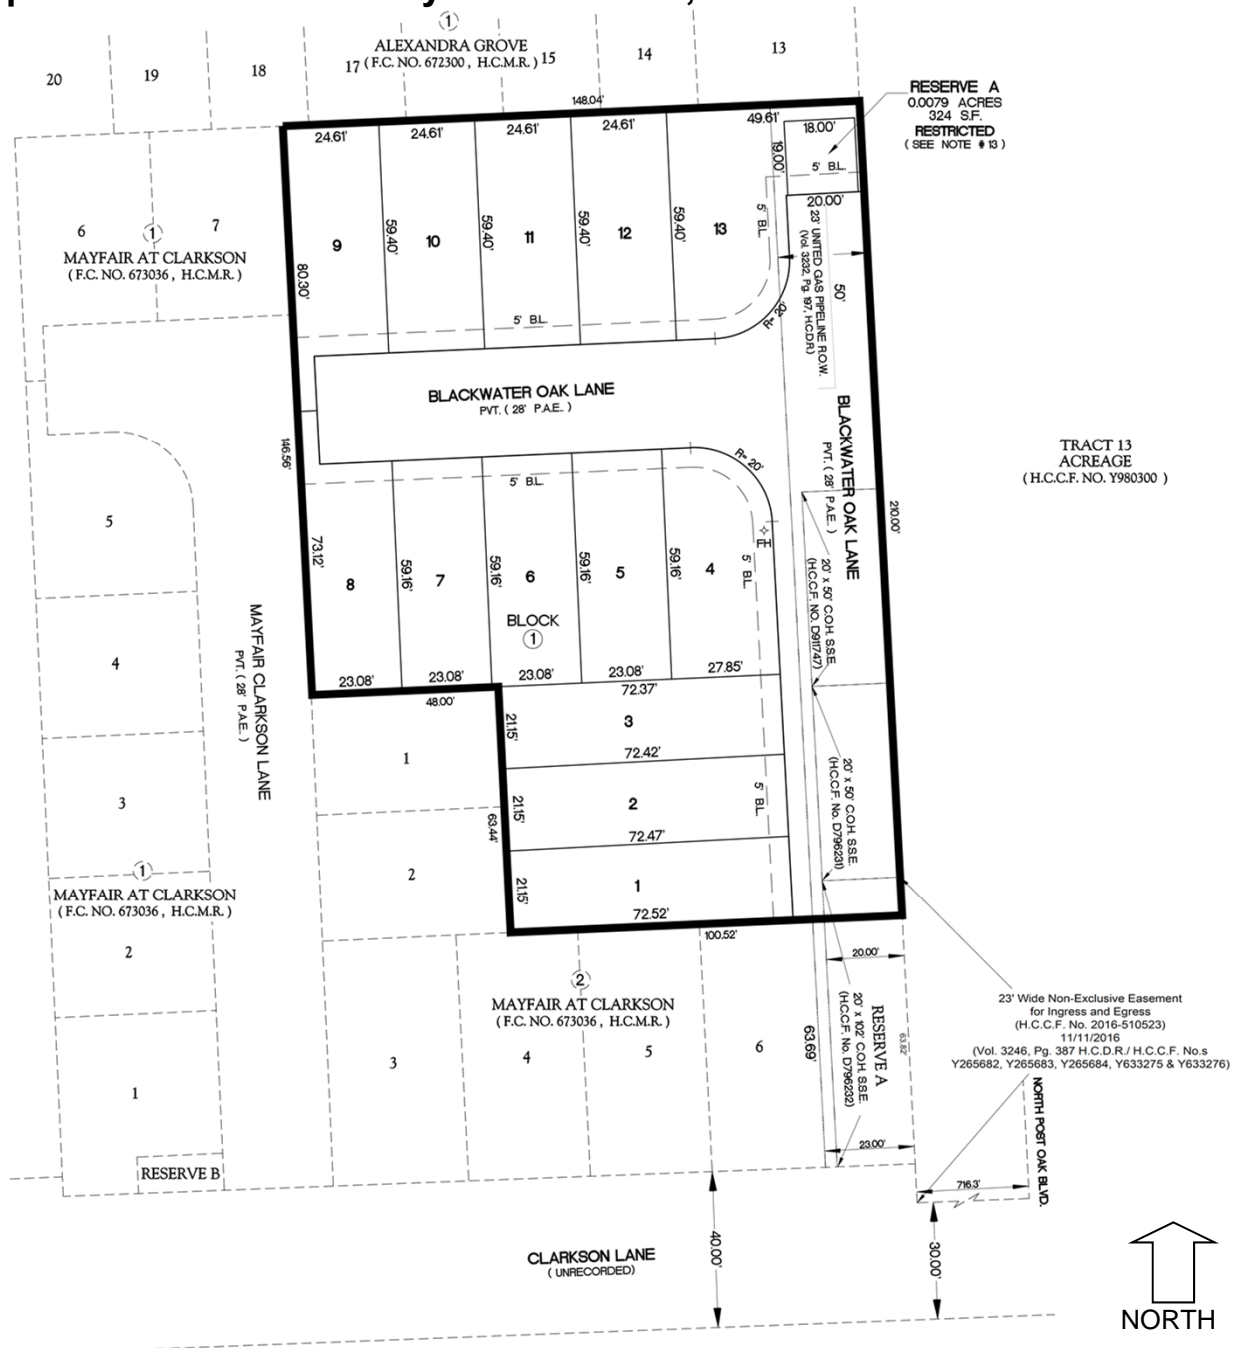 1
ALEXANDRA GROVE
17 ( F.C. NO. 672300 , H.C.M.R. ) 15
20
19
18
14
13
148.04'
RESERVE A
0.0079 ACRES
324 S.F.
RESTRICTED
( SEE NOTE # 13 )
24.61'
24.61'
24.61'
24.61'
49.61'
18.00'
19.00'
5' B.L.
20.00'
6
1
7
MAYFAIR AT CLARKSON
( F.C. NO. 673036 , H.C.M.R. )
9
59.40'
10
59.40'
11
59.40'
12
59.40'
13
5' B.L.
80.30'
23' UNITED GAS PIPELINE R.O.W.
(Vol. 3232, Pg. 197, H.C.D.R.)
50'
5' B.L.
R= 20'
BLACKWATER OAK LANE
PVT. ( 28' P.A.E. )
BLACKWATER OAK LANE
PVT. ( 28' P.A.E. )
TRACT 13
ACREAGE
( H.C.C.F. NO. Y980300 )
146.56'
R= 20'
5' B.L.
210.00'
5
73.12'
8
59.16'
7
59.16'
6
59.16'
5
59.16'
4
5' B.L.
20' x 50' C.O.H. S.S.E.
(H.C.C.F. NO. D911747)
BLOCK
1
4
MAYFAIR CLARKSON LANE
PVT. ( 28' P.A.E. )
23.08'
23.08'
23.08'
23.08'
27.85'
48.00'
72.37'
21.15'
3
72.42'
1
20' x 50' C.O.H. S.S.E.
(H.C.C.F. No. D796231)
3
63.44'
21.15'
2
5' B.L.
72.47'
1
MAYFAIR AT CLARKSON
( F.C. NO. 673036 , H.C.M.R. )
2
21.15'
1
72.52'
100.52'
2
20.00'
2
MAYFAIR AT CLARKSON
( F.C. NO. 673036 , H.C.M.R. )
3
4
5
6
63.69'
20' x 102' C.O.H. S.S.E.
(H.C.C.F. No. D796232)
RESERVE A
63.82'
23' Wide Non-Exclusive Easement
for Ingress and Egress
(H.C.C.F. No. 2016-510523)
11/11/2016
(Vol. 3246, Pg. 387 H.C.D.R./ H.C.C.F. No.s
Y265682, Y265683, Y265684, Y633275 & Y633276)
1
23.00'
NORTH POST OAK BLVD.
RESERVE B
716.3'
CLARKSON LANE
( UNRECORDED)
40.00'
30.00'
NORTH